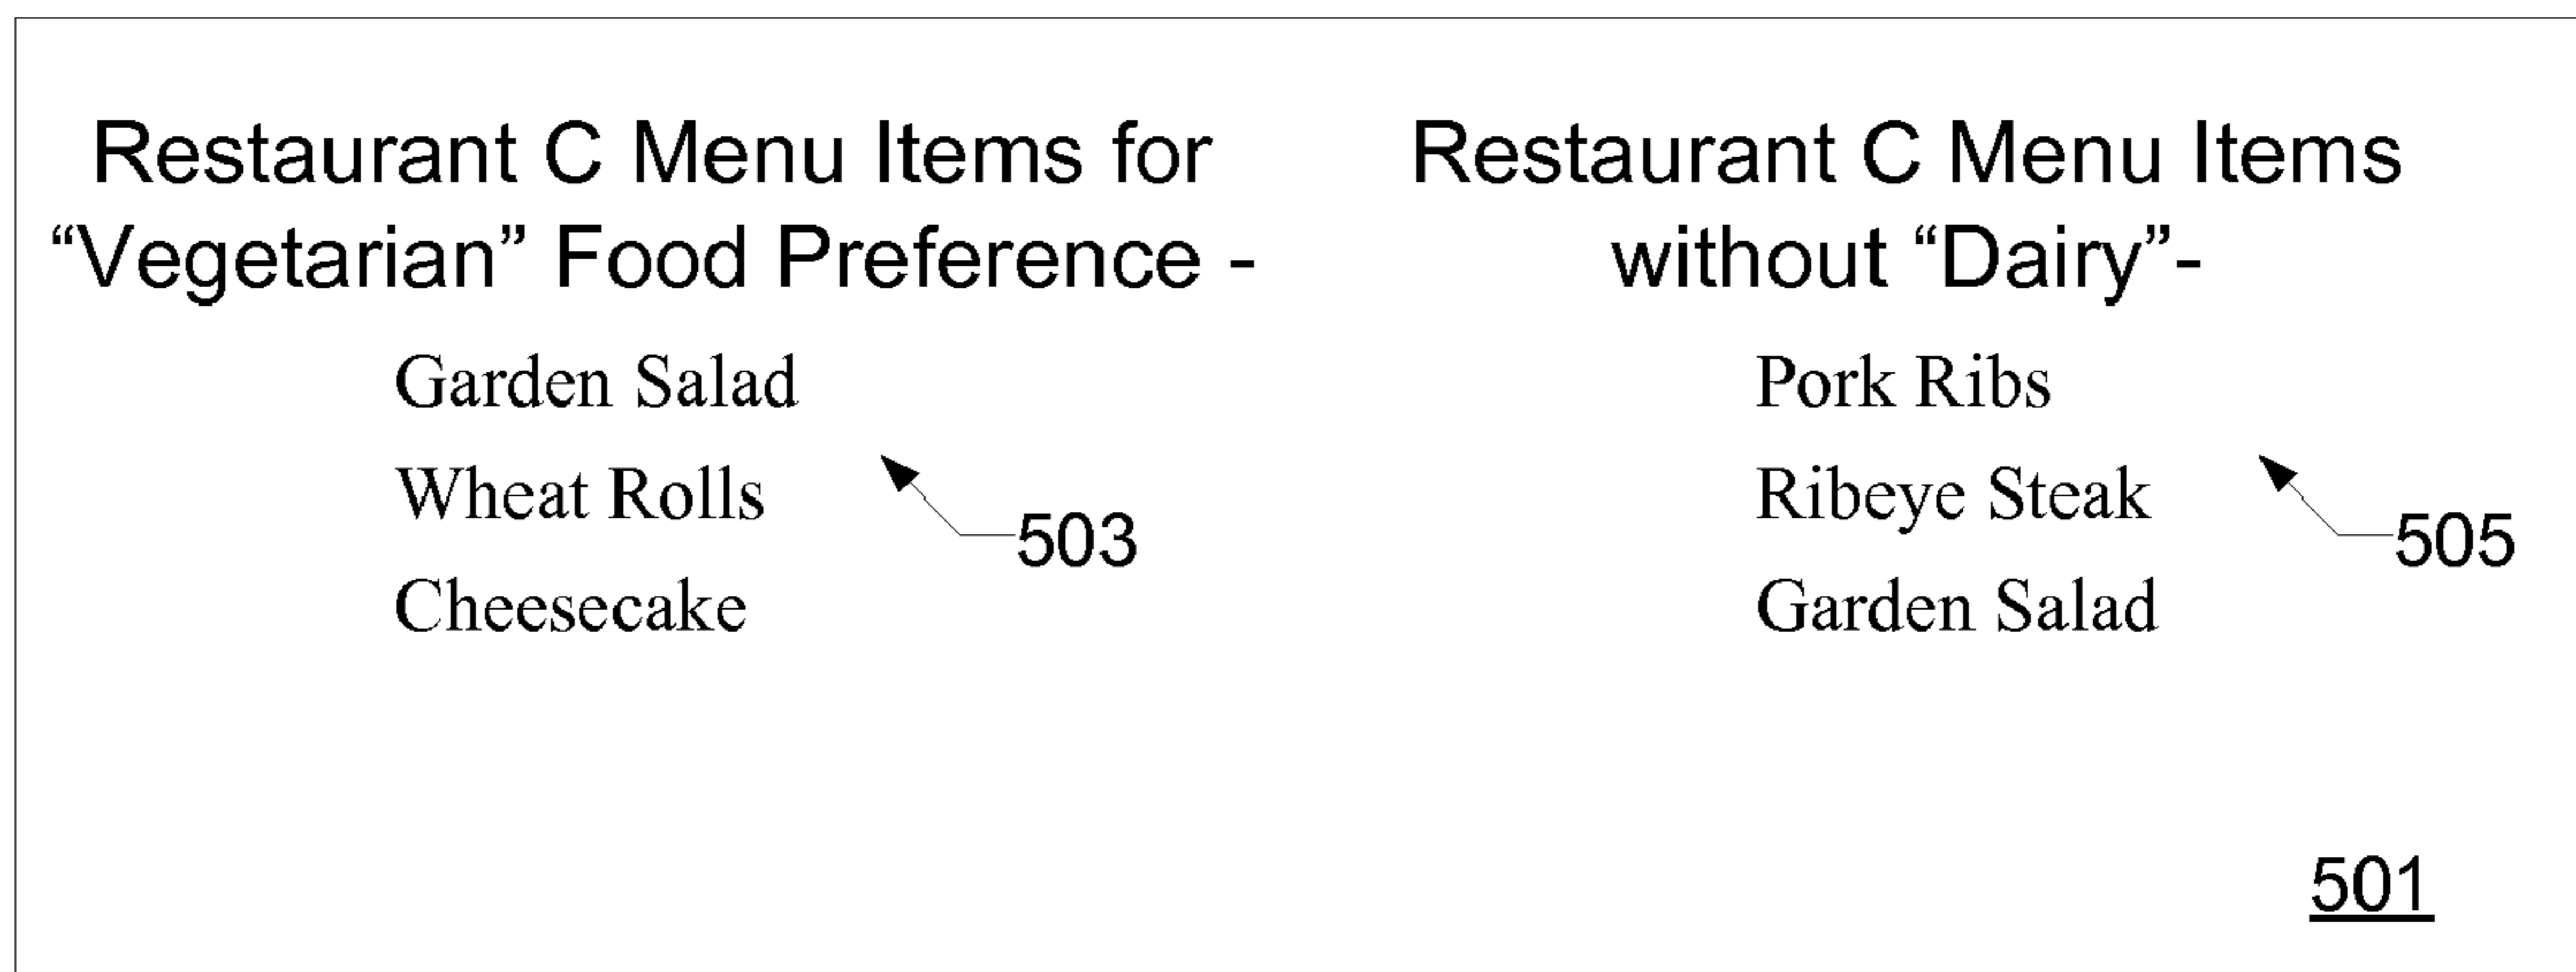 Restaurant C Menu Items for
“Vegetarian” Food Preference -
Garden Salad
Wheat Rolls
Cheesecake
503
Restaurant C Menu Items
without “Dairy”-
Pork Ribs
Ribeye Steak
Garden Salad
505
501